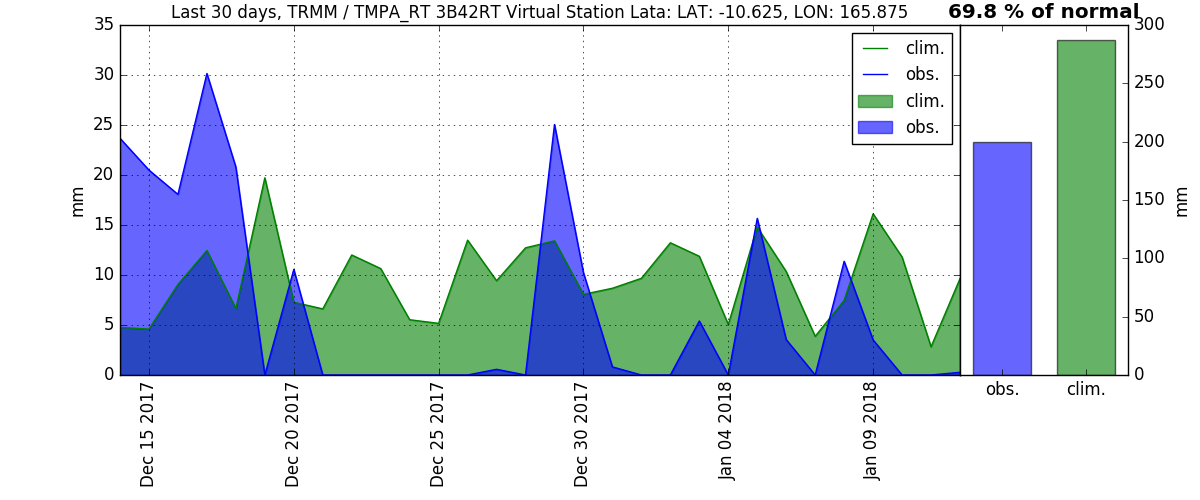 Last 30 days, TRMM / TMPA_RT 3B42RT Virtual Station Lata: LAT: -10.625, LON: 165.875
69.8 % of normal
35
30
25
20
15
10
5
0
mm
clim.
obs.
clim.
obs.
300
250
200
150
100
50
0
mm
Dec 15 2017
Dec 20 2017
Dec 25 2017
Dec 30 2017
Jan 04 2018
Jan 09 2018
obs.
clim.